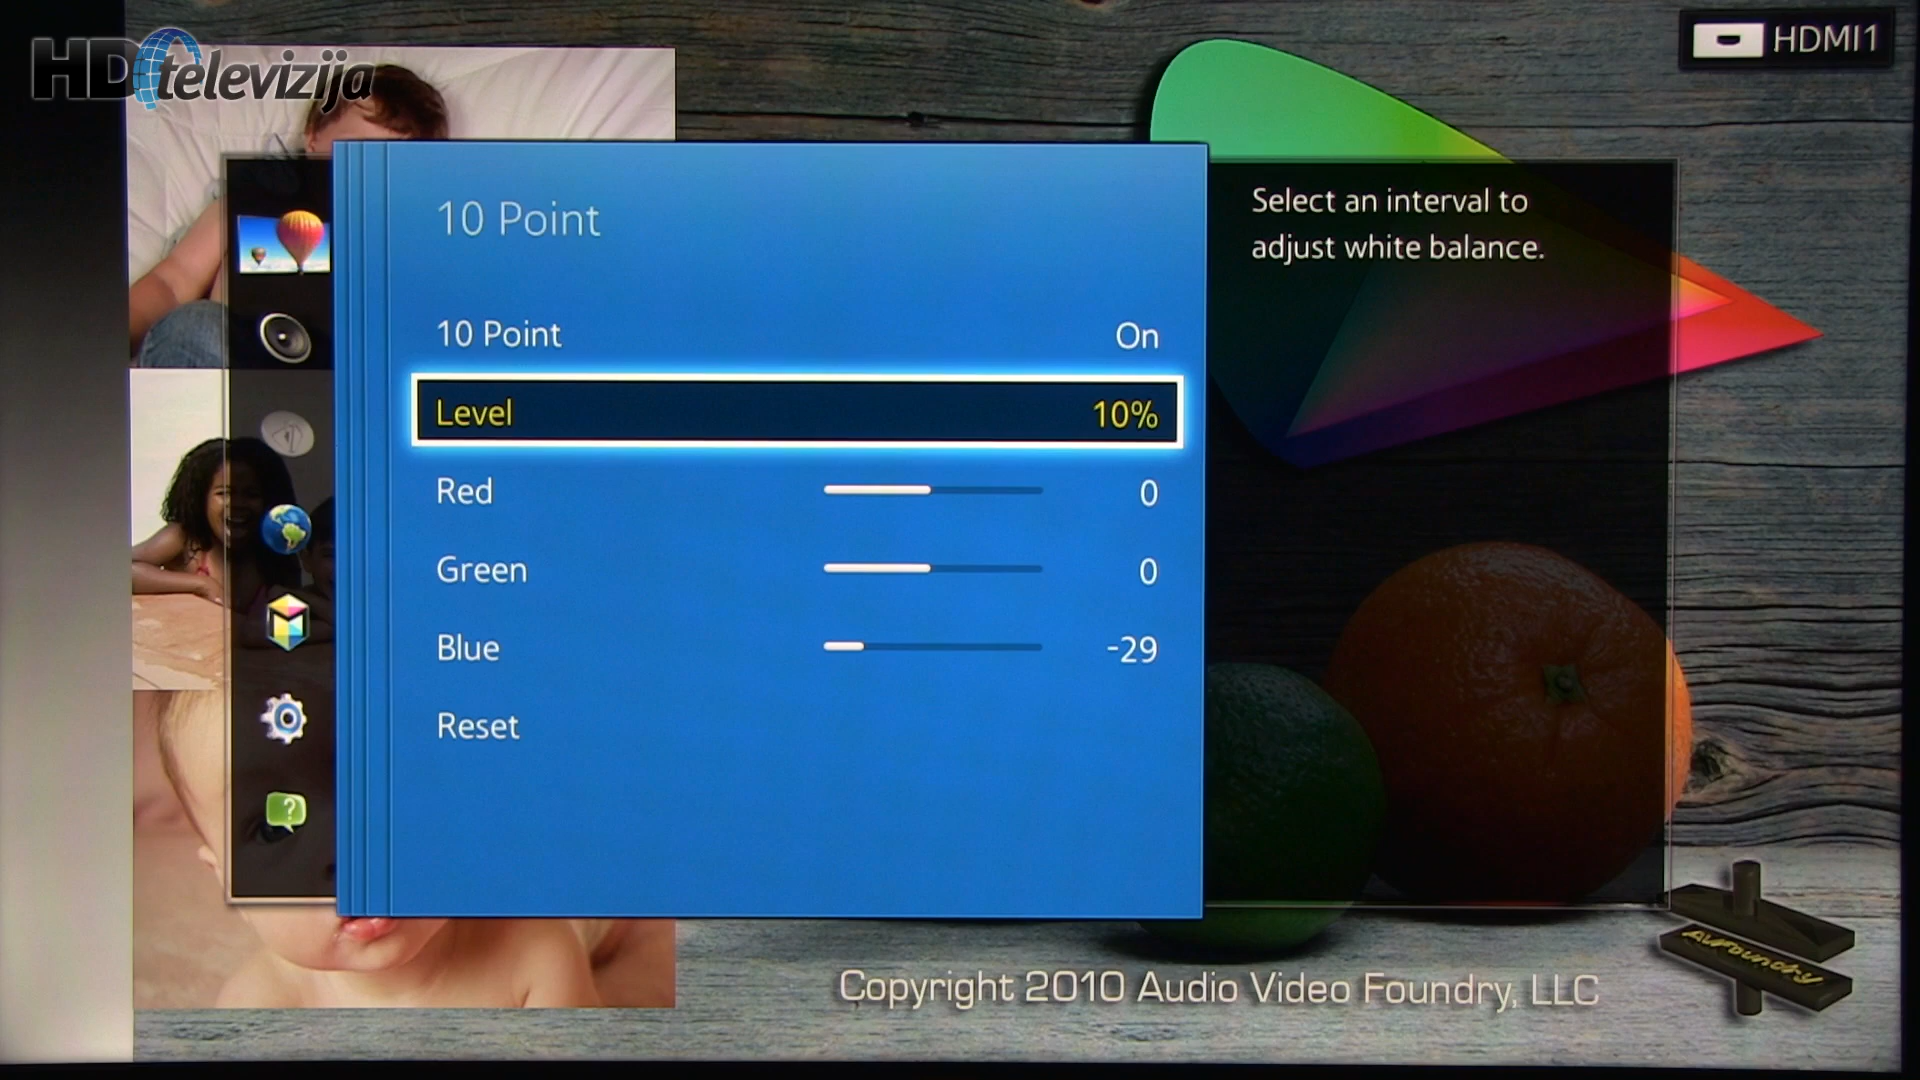 HDtelevizija
HDMI1
10 Point
10 Point On
Level 10%
Red 0
Green 0
Blue -29
Reset
Select an interval to
adjust white balance.
?
AVFoundry
Copyright 2010 Audio Video Foundry, LLC